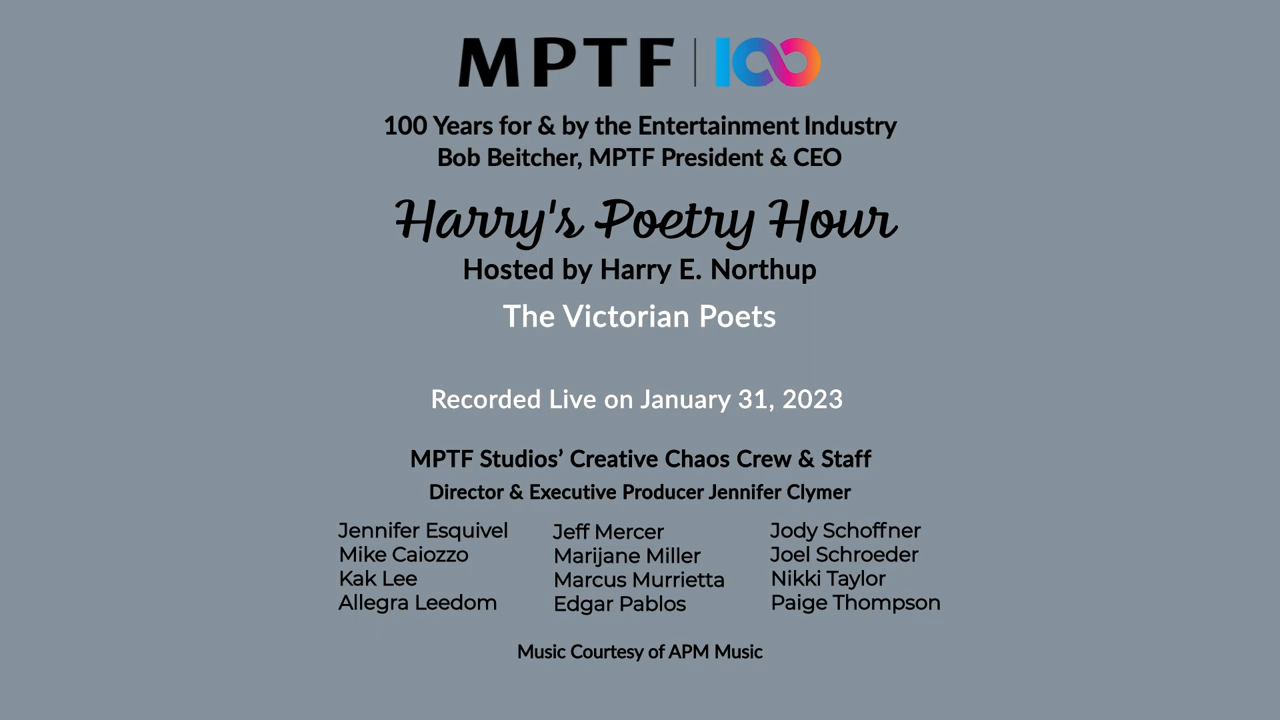 MPTF | 100
100 Years for & by the Entertainment Industry
Bob Beitcher, MPTF President & CEO
Harry's Poetry Hour
Hosted by Harry E. Northup
The Victorian Poets
Recorded Live on January 31, 2023
MPTF Studios’ Creative Chaos Crew & Staff
Director & Executive Producer Jennifer Clymer
Jennifer Esquivel
Mike Caiozzo
Kak Lee
Allegra Leedom
Jeff Mercer
Marijane Miller
Marcus Murrietta
Edgar Pablos
Jody Schoffner
Joel Schroeder
Nikki Taylor
Paige Thompson
Music Courtesy of APM Music